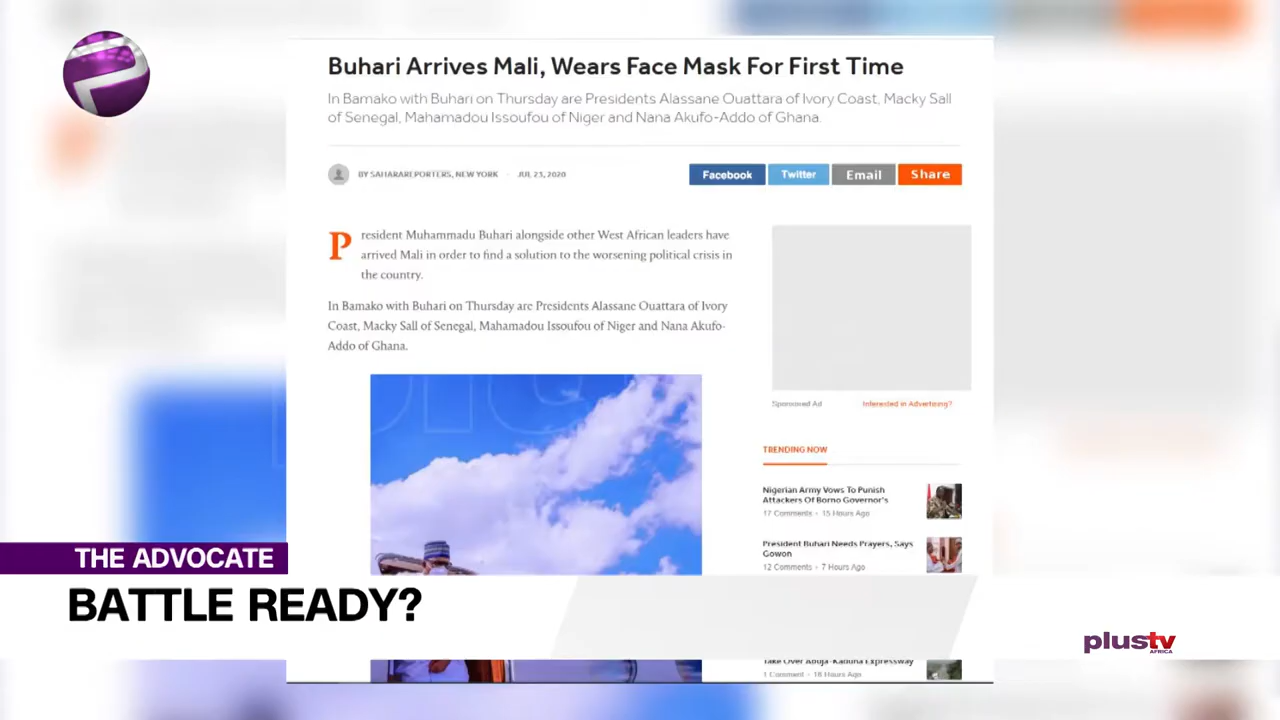 Buhari Arrives Mali, Wears Face Mask For First Time
In Bamako with Buhari on Thursday are Presidents Alassane Ouattara of Ivory Coast, Macky Sall
of Senegal, Mahamadou Issoufou of Niger and Nana Akufo-Addo of Ghana.
BY SAHARAREPORTERS, NEW YORK · JUL 23, 2020
Facebook Twitter Email Share
President Muhammadu Buhari alongside other West African leaders have
arrived Mali in order to find a solution to the worsening political crisis in
the country.
In Bamako with Buhari on Thursday are Presidents Alassane Ouattara of Ivory
Coast, Macky Sall of Senegal, Mahamadou Issoufou of Niger and Nana Akufo-
Addo of Ghana.
Sponsored Ad Interested in Advertising?
TRENDING NOW
Nigerian Army Vows To Punish
Attackers Of Borno Governor's
17 Comments · 15 Hours Ago
President Buhari Needs Prayers, Says
Gowon
12 Comments · 7 Hours Ago
Take Over Abuja-Kaduna Expressway
1 Comment · 18 Hours Ago
THE ADVOCATE
BATTLE READY?
plustv
AFRICA